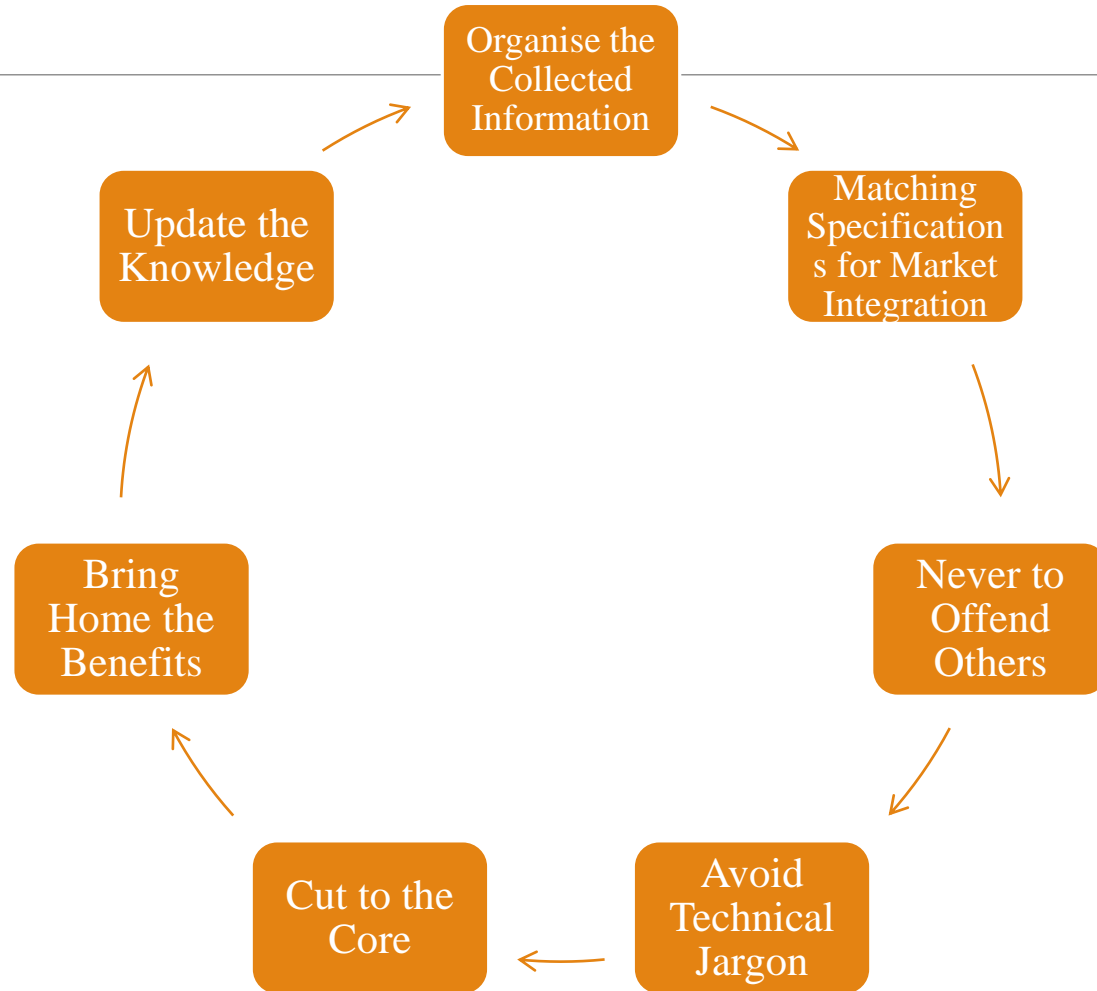 Organise the
Collected
Information
Matching
Specification
s for Market
Integration
Never to
Offend
Others
Avoid
Technical
Jargon
Cut to the
Core
Bring
Home the
Benefits
Update the
Knowledge